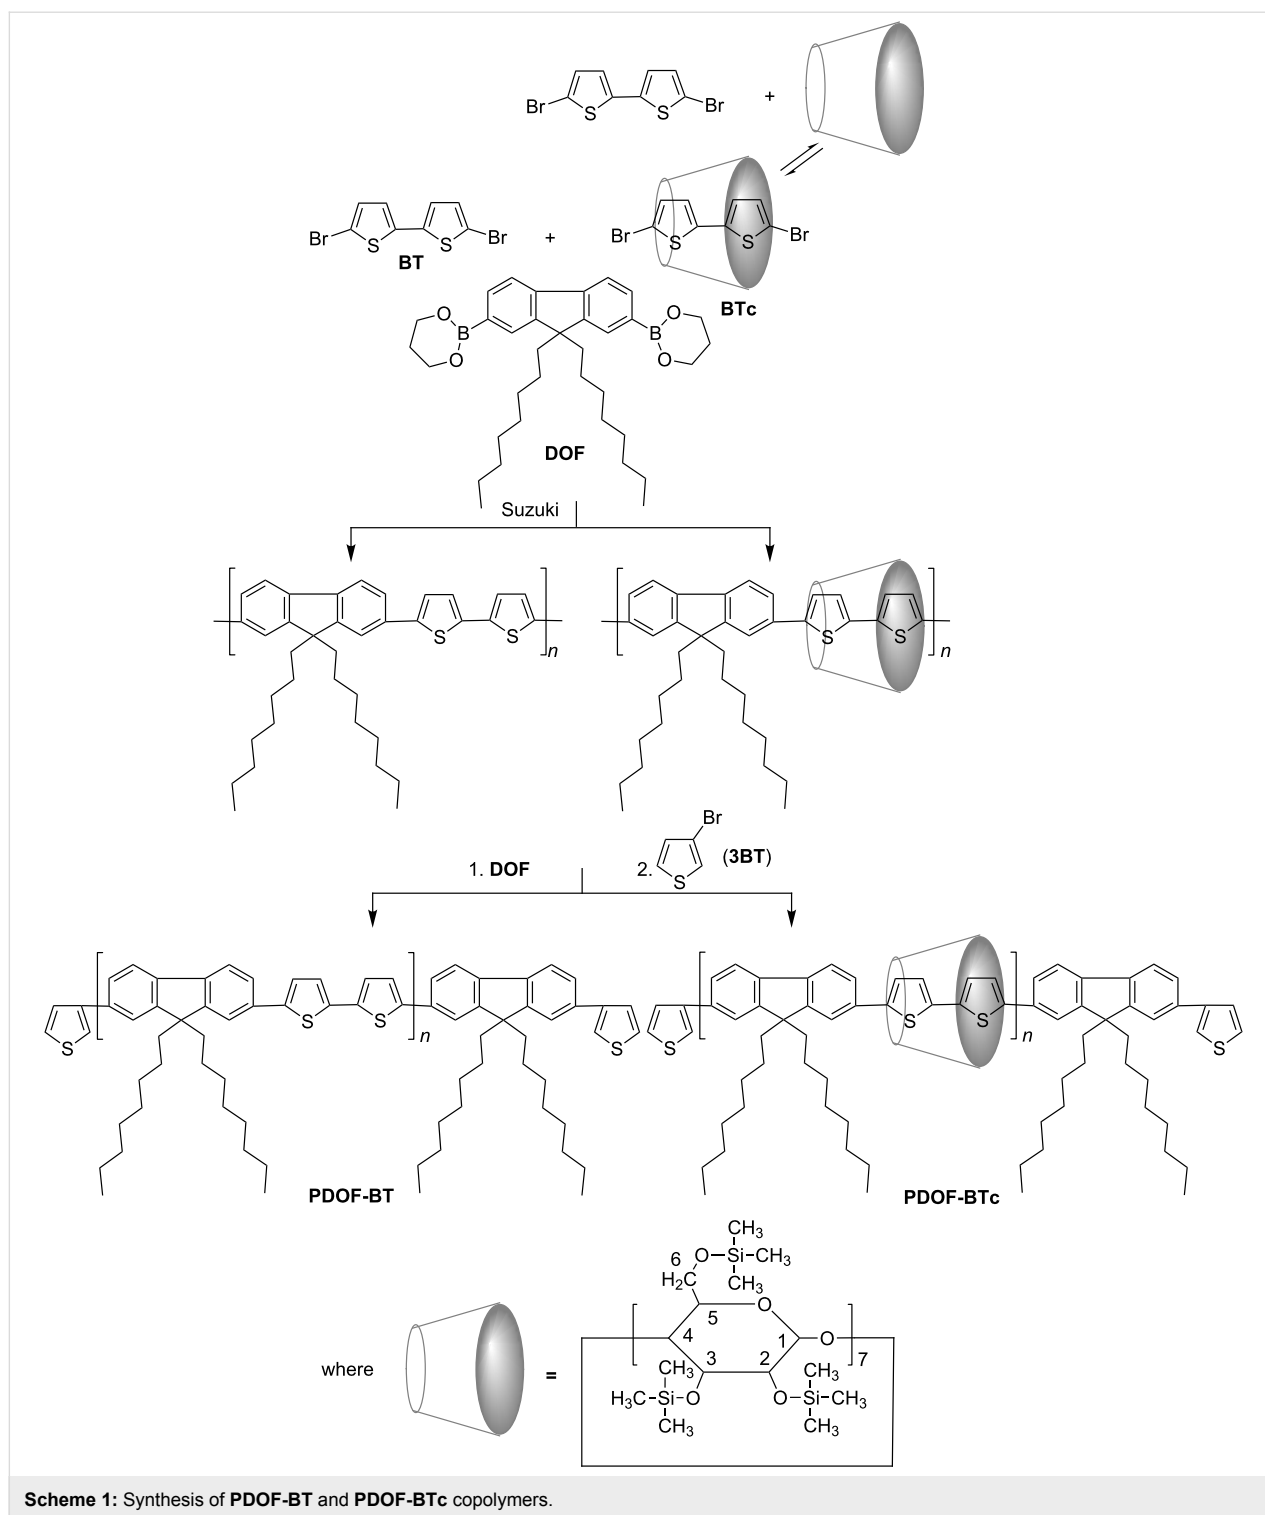 Br S S Br +
Br S S Br + Br S S Br
BT
BTc
O B O B O O
DOF
Suzuki
S S n S S n
Br
1. DOF 2. S (3BT)
S S S n S S S S n S
PDOF-BT PDOF-BTc
CH3
6 O Si CH3
H2C CH3
5 O
4 1 O
where = 3 2 7
CH3 CH3
H3C Si O O Si CH3
CH3 CH3
Scheme 1: Synthesis of PDOF-BT and PDOF-BTc copolymers.